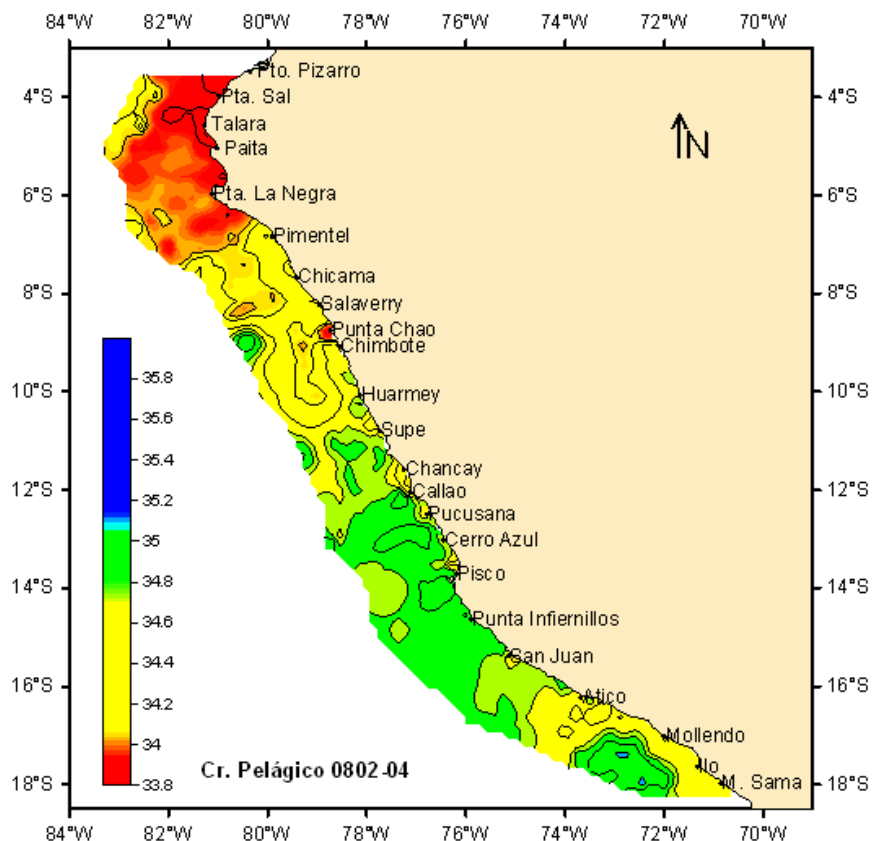 84°W 82°W 80°W 78°W 76°W 74°W 72°W 70°W
Pto. Pizarro
4°S 4°S
Pta. Sal
Talara
Paita
N
6°S Pta. La Negra 6°S
Pimentel
Chicama
8°S 8°S
Salaverry
Punta Chao
Chimbote
35.8
10°S Huarmey 10°S
35.6
Supe
35.4
Chancay
12°S Callao 12°S
35.2
Pucusana
35
Cerro Azul
34.8
Pisco
14°S 14°S
34.6
Punta Infiernillos
34.4
San Juan
16°S 16°S
Atico
34.2
Mollendo
34
Ilo
33.8
Cr. Pelágico 0802-04
18°S M. Sama 18°S
84°W 82°W 80°W 78°W 76°W 74°W 72°W 70°W